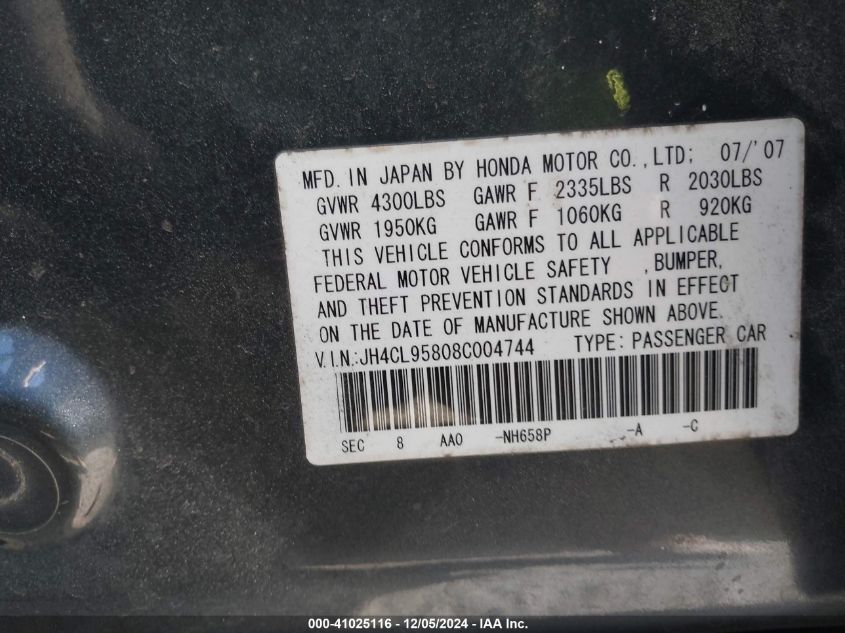 MFD. IN JAPAN BY HONDA MOTOR CO.,LTD; 07/'07
GVWR 4300LBS GAWR F 2335LBS R 2030LBS
GVWR 1950KG GAWR F 1060KG R 920KG
THIS VEHICLE CONFORMS TO ALL APPLICABLE
FEDERAL MOTOR VEHICLE SAFETY ,BUMPER,
AND THEFT PREVENTION STANDARDS IN EFFECT
ON THE DATE OF MANUFACTURE SHOWN ABOVE.
V.I.N.:JH4CL95808C004744 TYPE: PASSENGER CAR
SEC 8 AA0 -NH658P -A -C
000-41025116 - 12/05/2024 - IAA Inc.